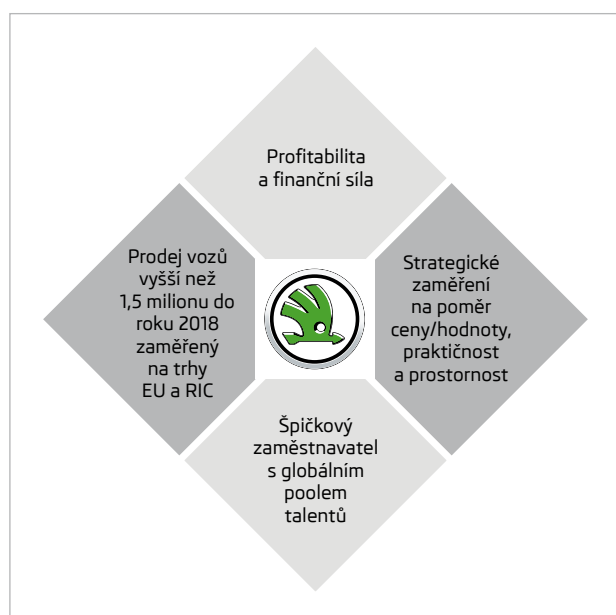 Profitabilita
a finanční síla
Prodej vozů
vyšší než
1,5 milionu do
roku 2018
zaměřený
na trhy
EU a RIC
Strategické
zaměření
na poměr
ceny/hodnoty,
praktičnost
a prostornost
Špičkový
zaměstnavatel
s globálním
poolem
talentů